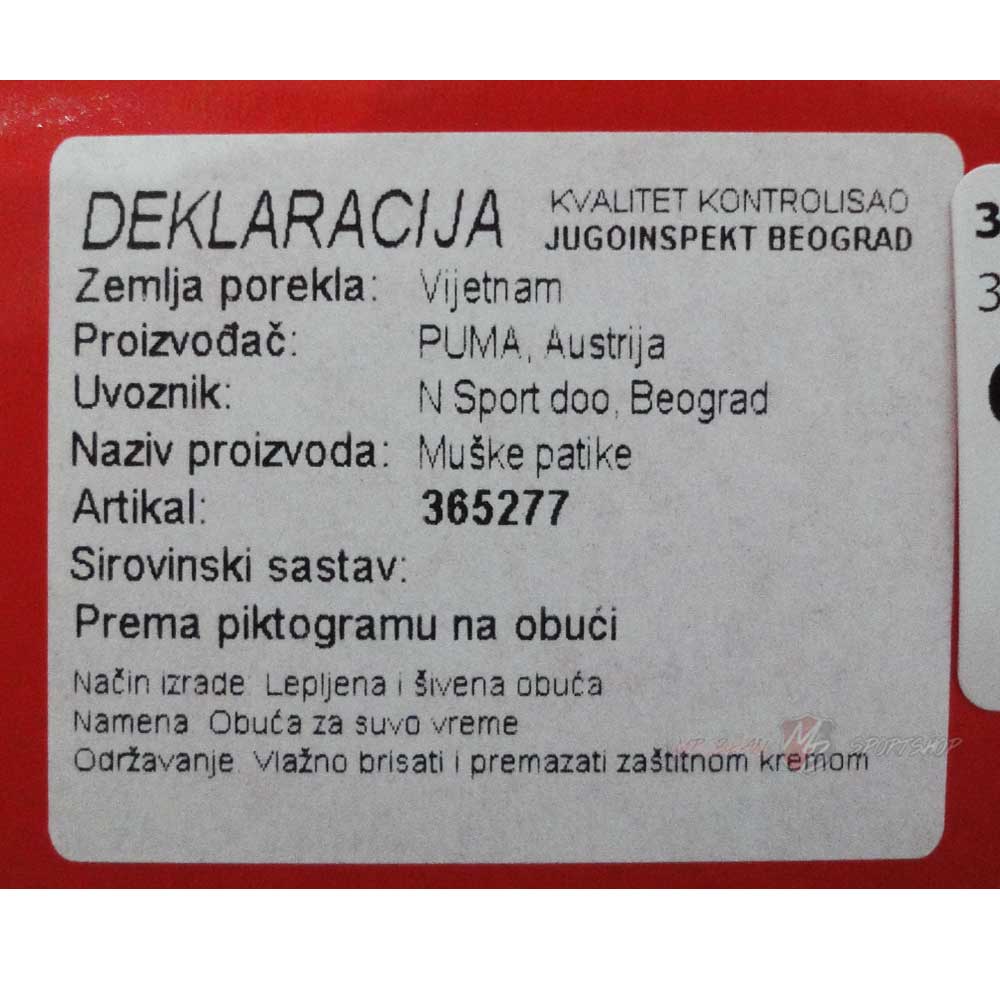 DEKLARACIJA
KVALITET KONTROLISAO
JUGOINSPEKT BEOGRAD
Zemlja porekla: Vijetnam
Proizvođač: PUMA, Austrija
Uvoznik: N Sport doo, Beograd
Naziv proizvoda: Muške patike
Artikal: 365277
Sirovinski sastav:
Prema piktogramu na obući
Način izrade: Lepljena i šivena obuća
Namena: Obuća za suvo vreme
Održavanje: Vlažno brisati i premazati zaštitnom kremom
SPORTSHOP
3
3